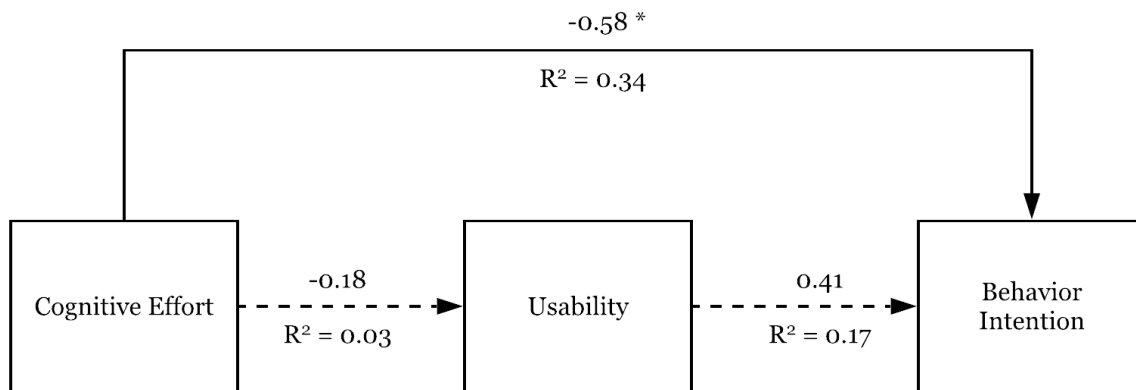 -0.58 *
R² = 0.34
Cognitive Effort
-0.18
R² = 0.03
Usability
0.41
R² = 0.17
Behavior
Intention